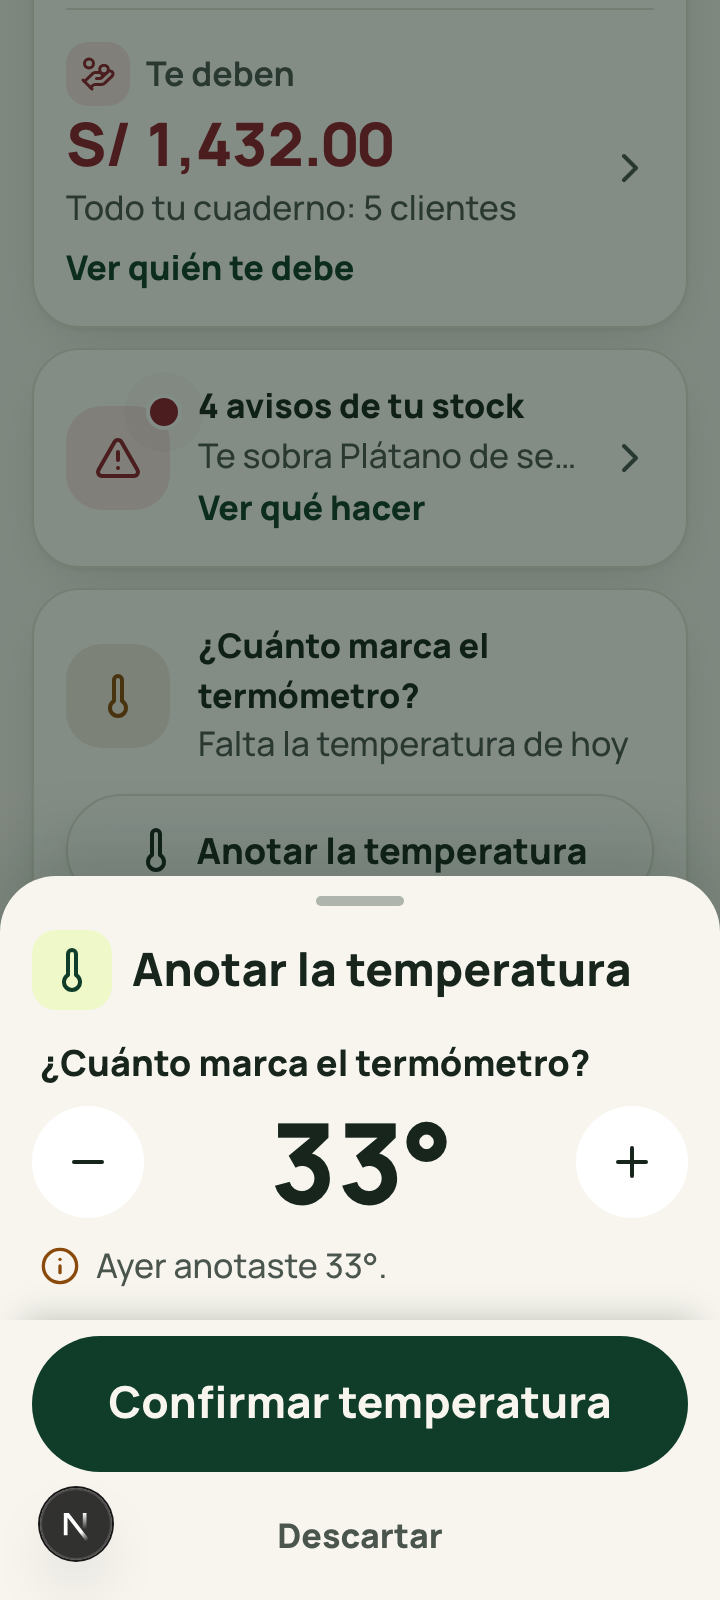 Te deben
S/ 1,432.00
Todo tu cuaderno: 5 clientes
Ver quién te debe
4 avisos de tu stock
Te sobra Plátano de se...
Ver qué hacer
¿Cuánto marca el
termómetro?
Falta la temperatura de hoy
Anotar la temperatura
Anotar la temperatura
¿Cuánto marca el termómetro?
33°
Ayer anotaste 33°.
Confirmar temperatura
N
Descartar